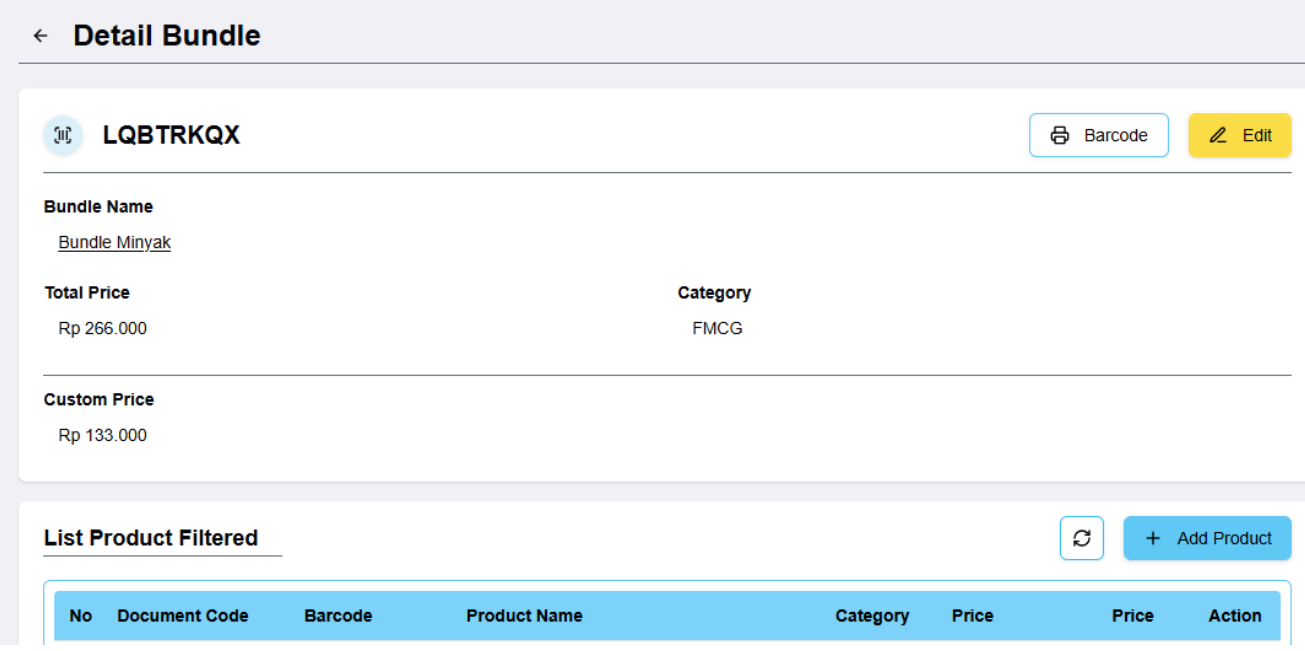 Detail Bundle
LQBTRKQX
Barcode
Edit
Bundle Name
Bundle Minyak
Total Price
Category
Rp 266.000
FMCG
Custom Price
Rp 133.000
List Product Filtered
Add Product
No Document Code Barcode Product Name Category Price Price Action